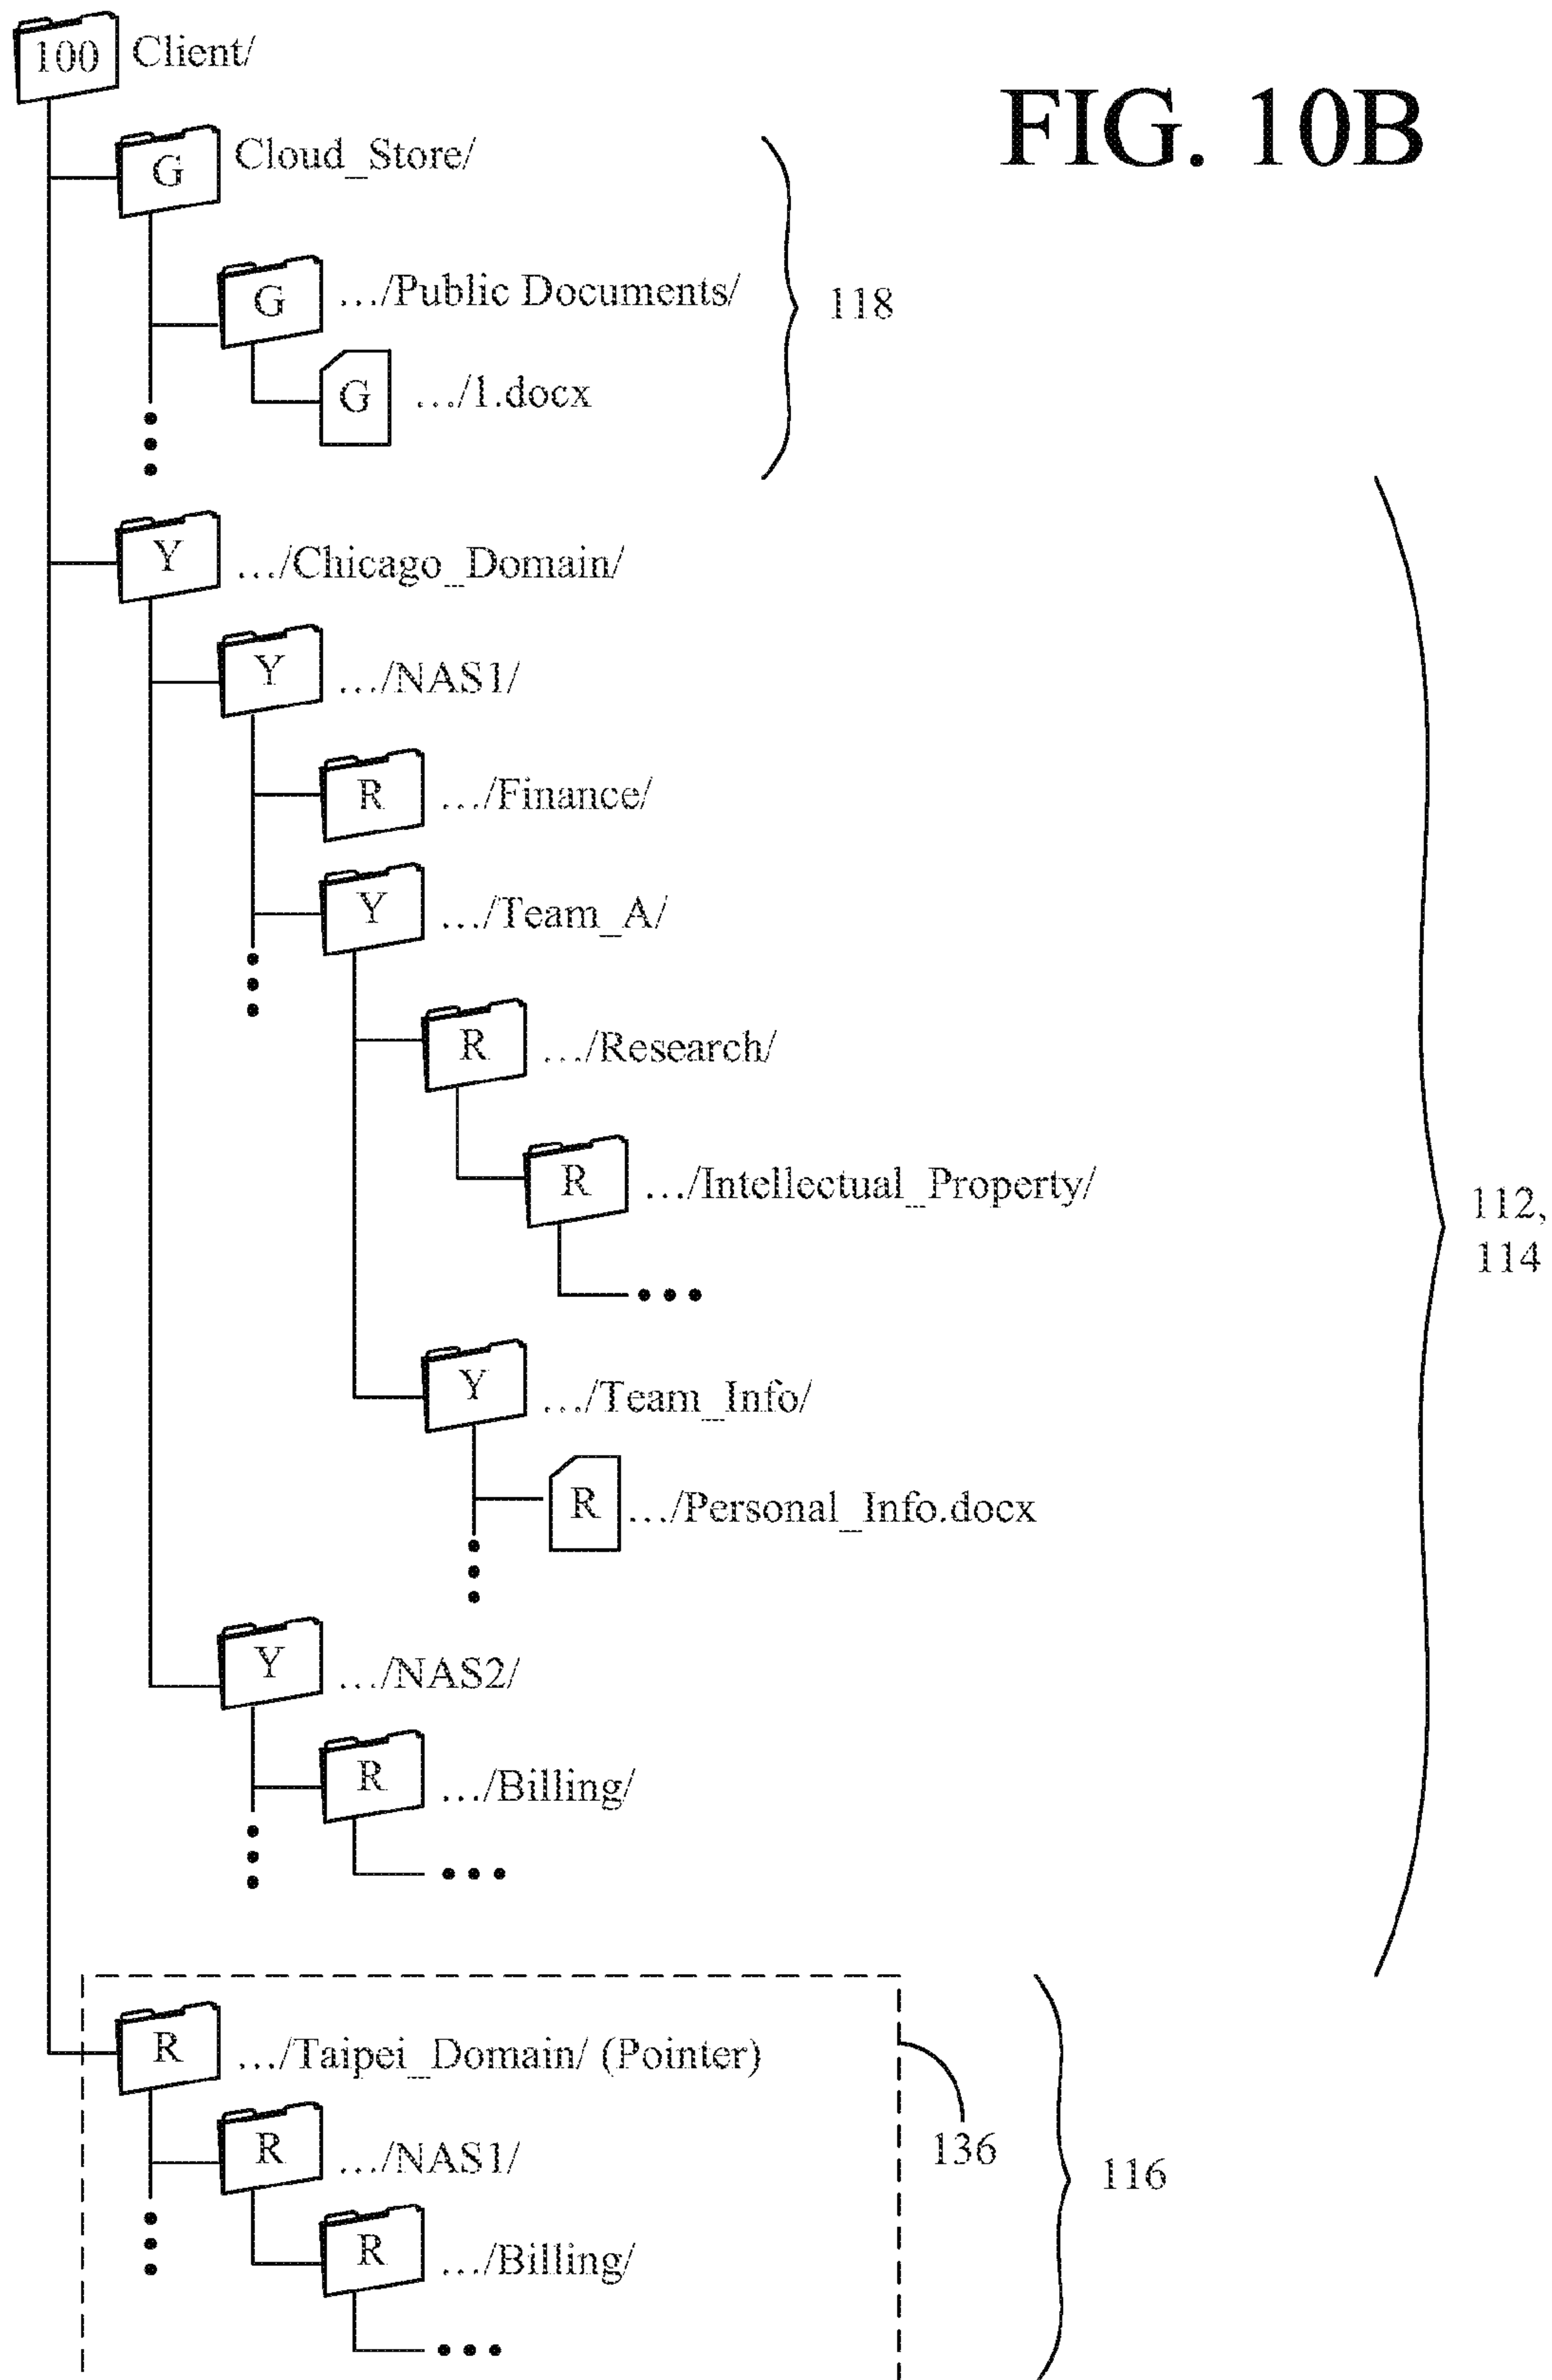 100 Client/
FIG. 10B
G Cloud_Store/
G .../Public Documents/
118
G .../1.docx
Y .../Chicago_Domain/
Y .../NAS1/
R .../Finance/
Y .../Team_A/
R .../Research/
R .../Intellectual_Property/
112,
114
Y .../Team_Info/
R .../Personal_Info.docx
Y .../NAS2/
R .../Billing/
R .../Taipei_Domain/ (Pointer)
136
R .../NAS1/
116
R .../Billing/